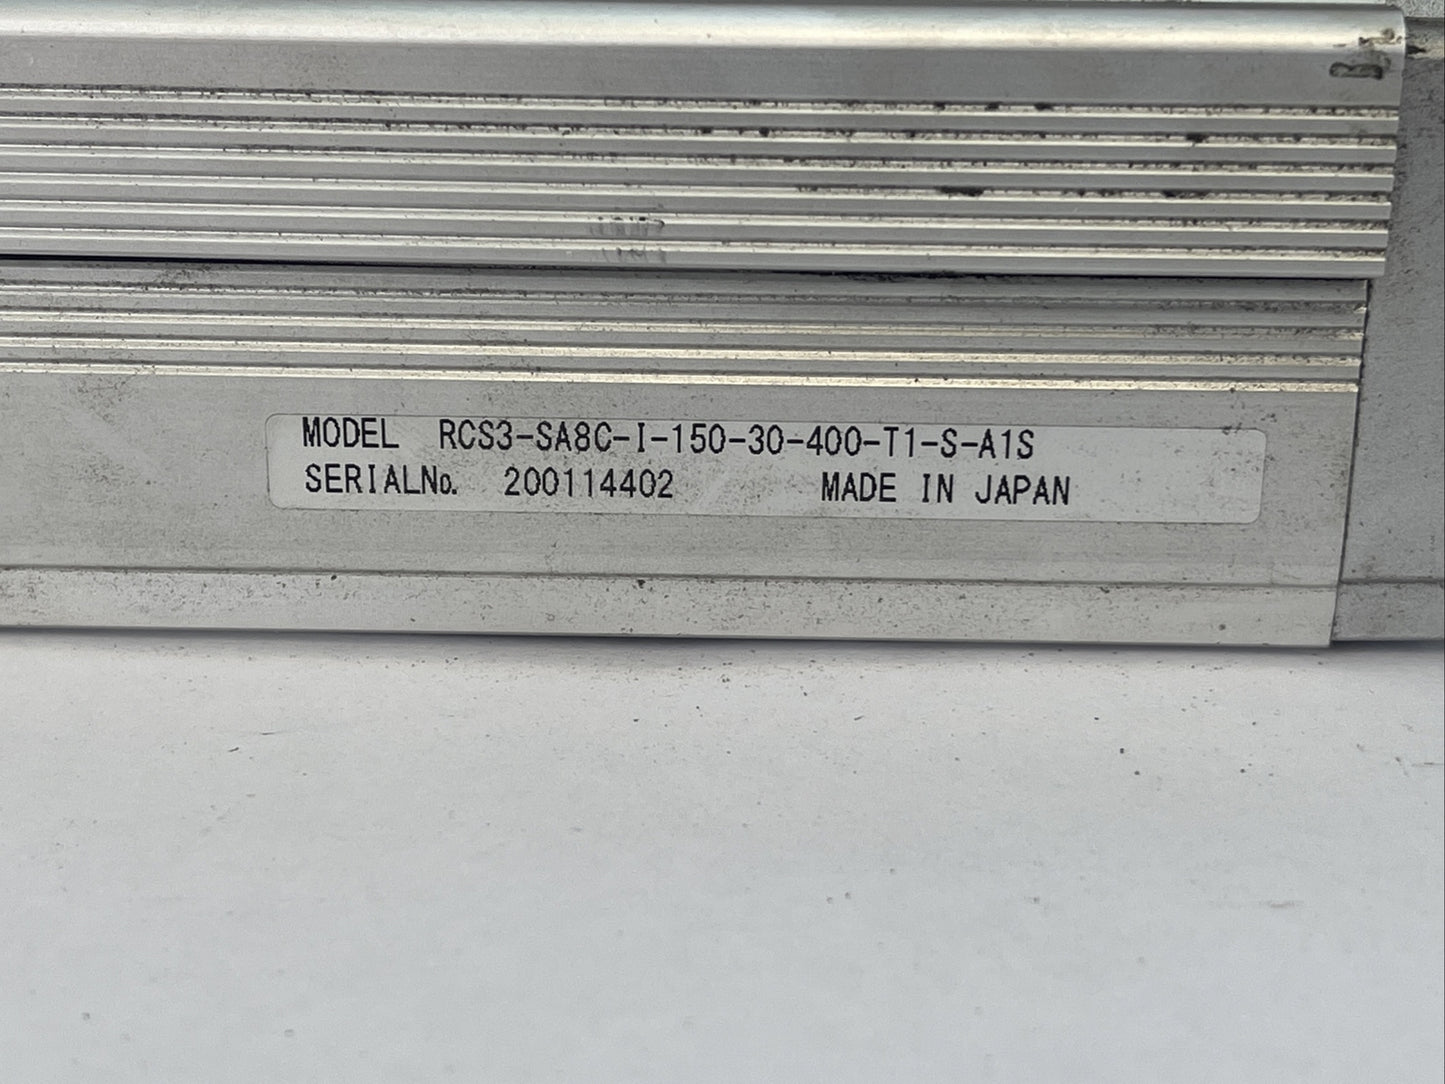 MODEL RCS3-SA8C-I-150-30-400-T1-S-A1S
SERIALNo. 200114402 MADE IN JAPAN